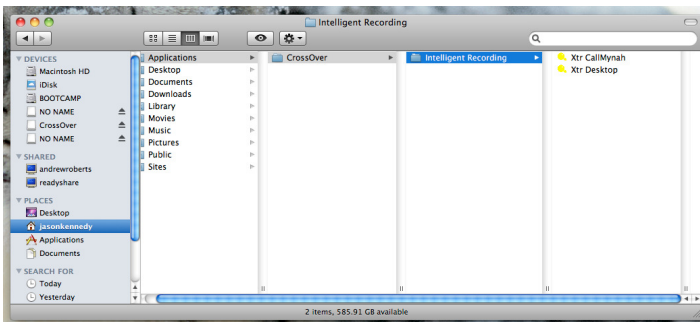 Intelligent Recording
DEVICES
Macintosh HD
iDisk
BOOTCAMP
NO NAME
CrossOver
NO NAME
SHARED
andrewroberts
readyshare
PLACES
Desktop
jasonkennedy
Applications
Documents
SEARCH FOR
Today
Yesterday
Applications
Desktop
Documents
Downloads
Library
Movies
Music
Pictures
Public
Sites
CrossOver
Intelligent Recording
Xtr CallMynah
Xtr Desktop
2 items, 585.91 GB available